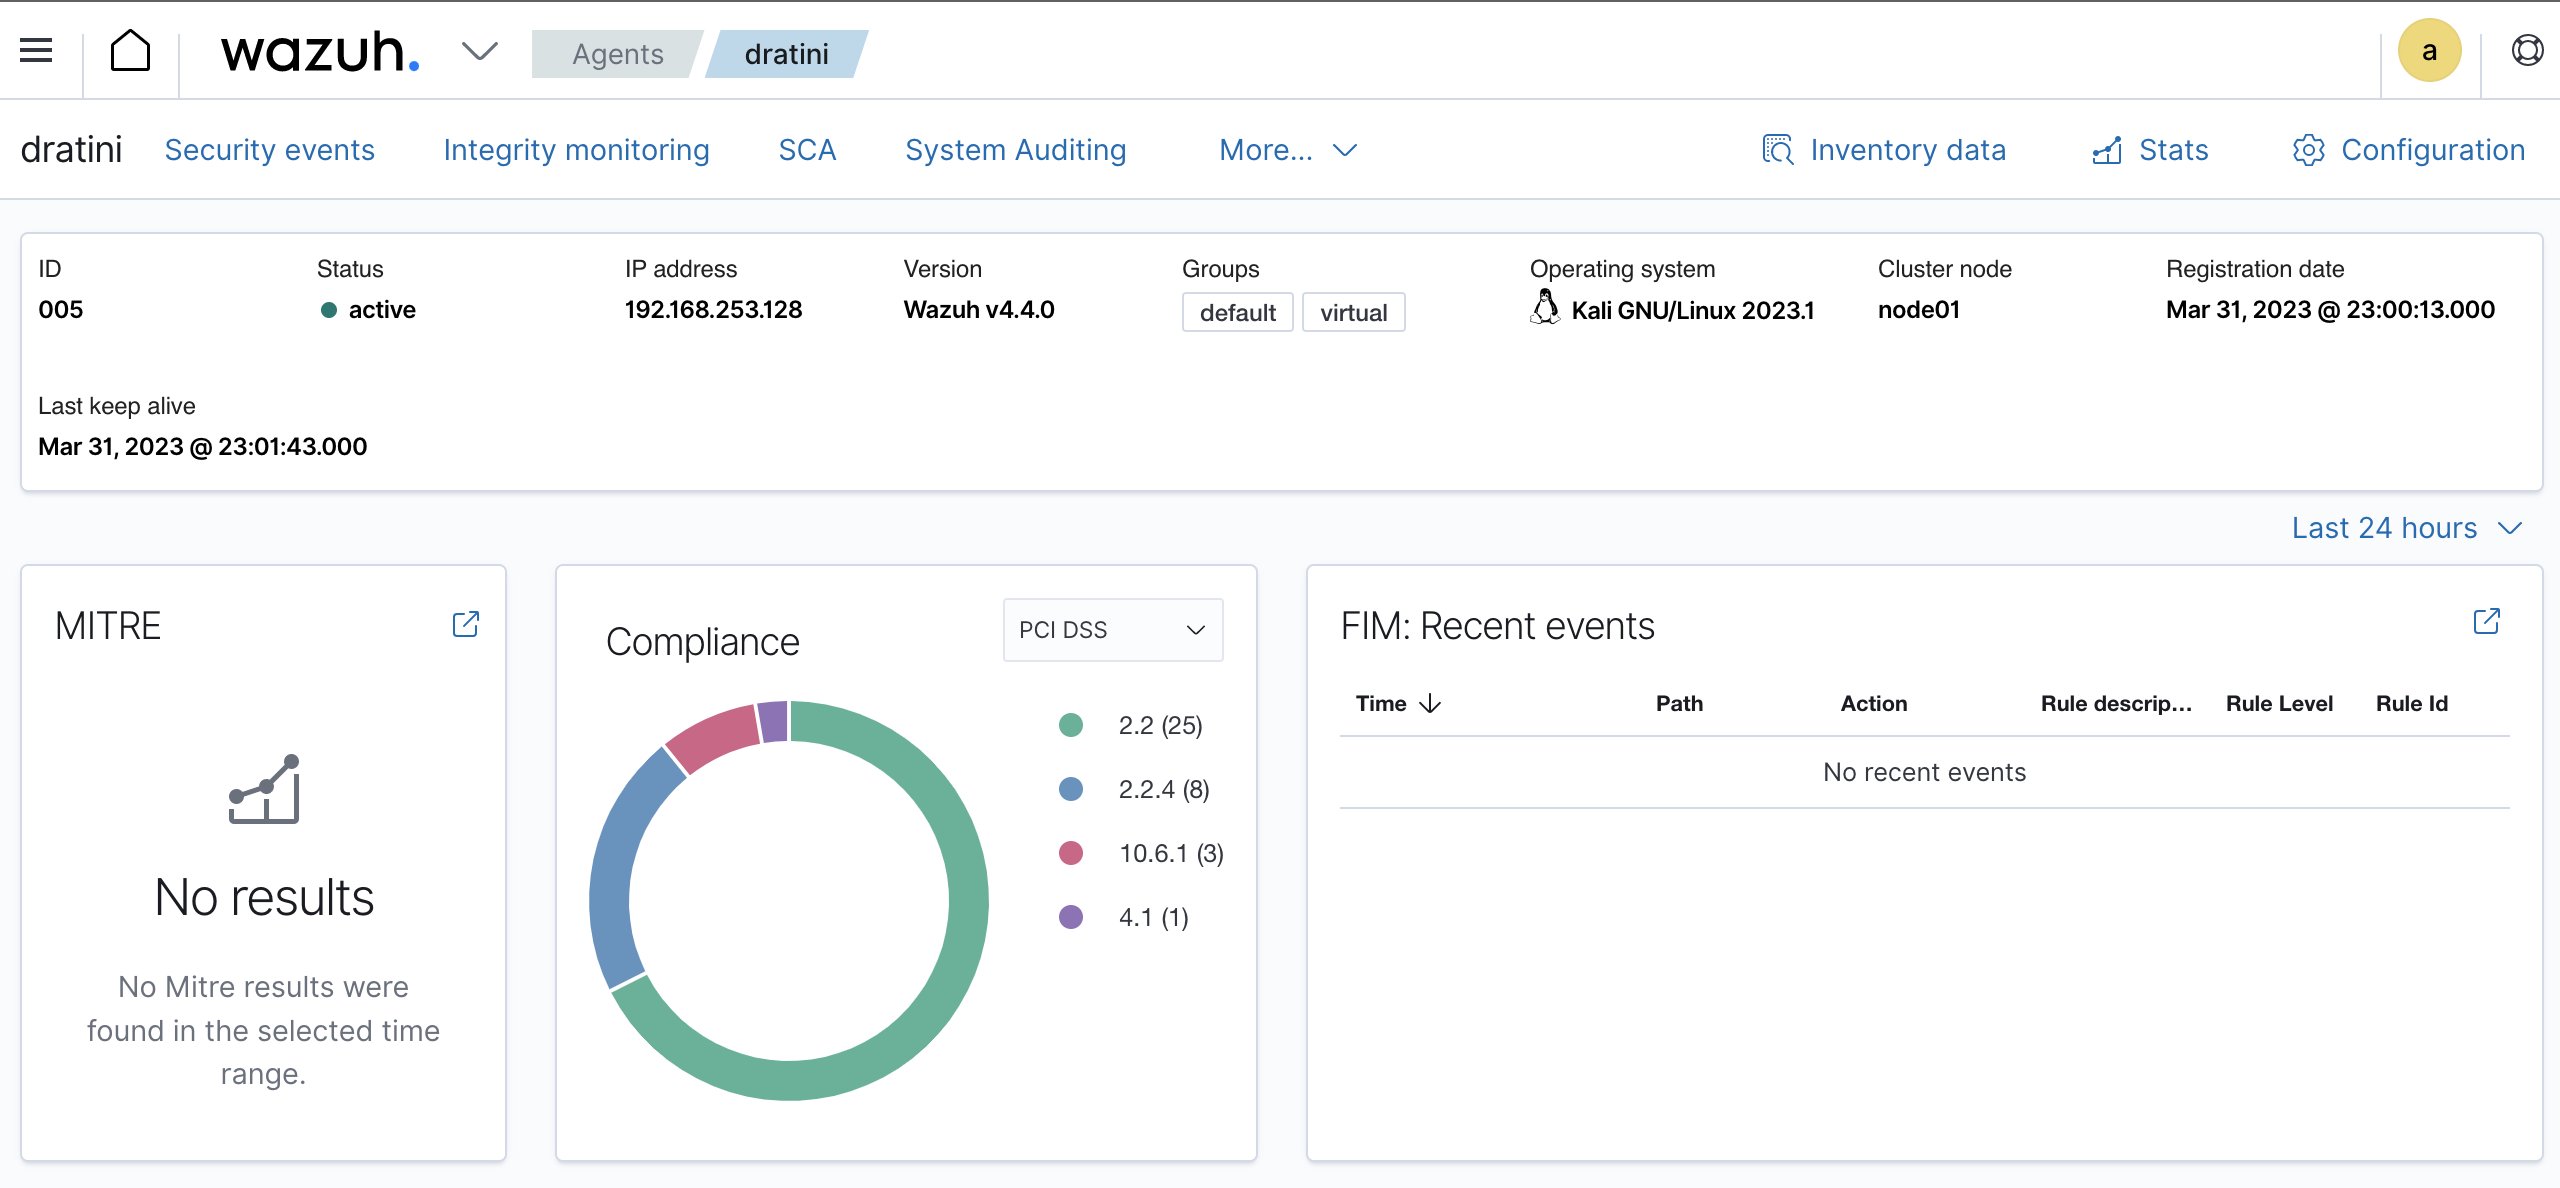 wazuh. Agents dratini a
dratini Security events Integrity monitoring SCA System Auditing More... Inventory data Stats Configuration
ID Status IP address Version Groups Operating system Cluster node Registration date
005 active 192.168.253.128 Wazuh v4.4.0 default virtual Kali GNU/Linux 2023.1 node01 Mar 31, 2023 @ 23:00:13.000
Last keep alive
Mar 31, 2023 @ 23:01:43.000
Last 24 hours
MITRE
No results
No Mitre results were
found in the selected time
range.
Compliance PCI DSS
2.2 (25)
2.2.4 (8)
10.6.1 (3)
4.1 (1)
FIM: Recent events
Time Path Action Rule descrip... Rule Level Rule Id
No recent events